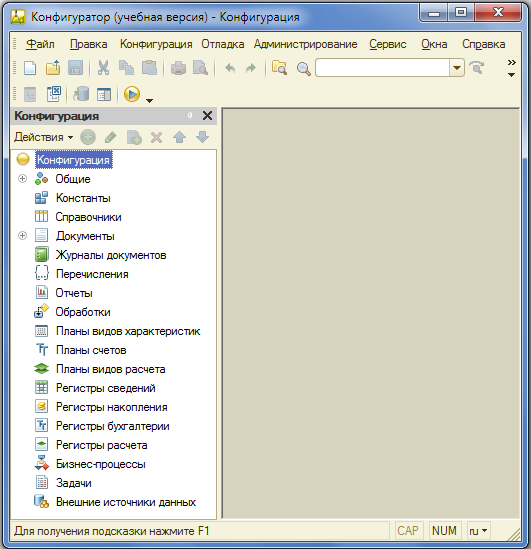 Конфигуратор (учебная версия) - Конфигурация
Файл Правка Конфигурация Отладка Администрирование Сервис Окна Справка
Конфигурация
Действия
Конфигурация
Общие
Константы
Справочники
Документы
Журналы документов
Перечисления
Отчеты
Обработки
Планы видов характеристик
Планы счетов
Планы видов расчета
Регистры сведений
Регистры накопления
Регистры бухгалтерии
Регистры расчета
Бизнес-процессы
Задачи
Внешние источники данных
Для получения подсказки нажмите F1 CAP NUM ru